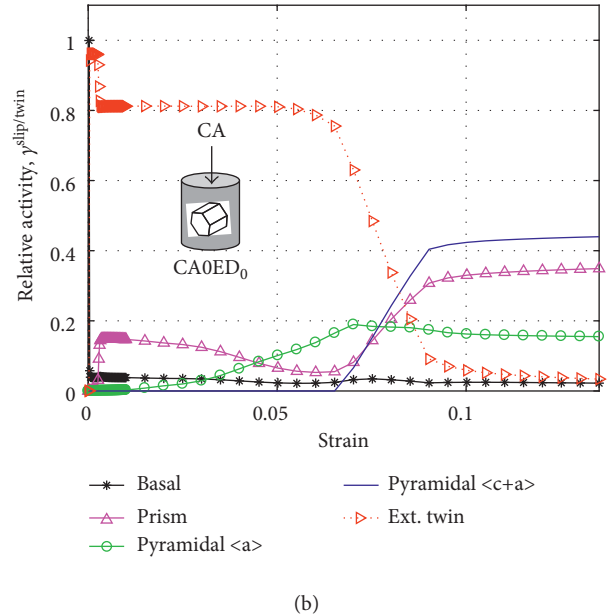 1
0.8
0.6
0.4
0.2
0
Relative activity, γ^slip/twin
CA
CA0ED₀
0
0.05
0.1
Strain
Basal
Prism
Pyramidal <a>
Pyramidal <c+a>
Ext. twin
(b)